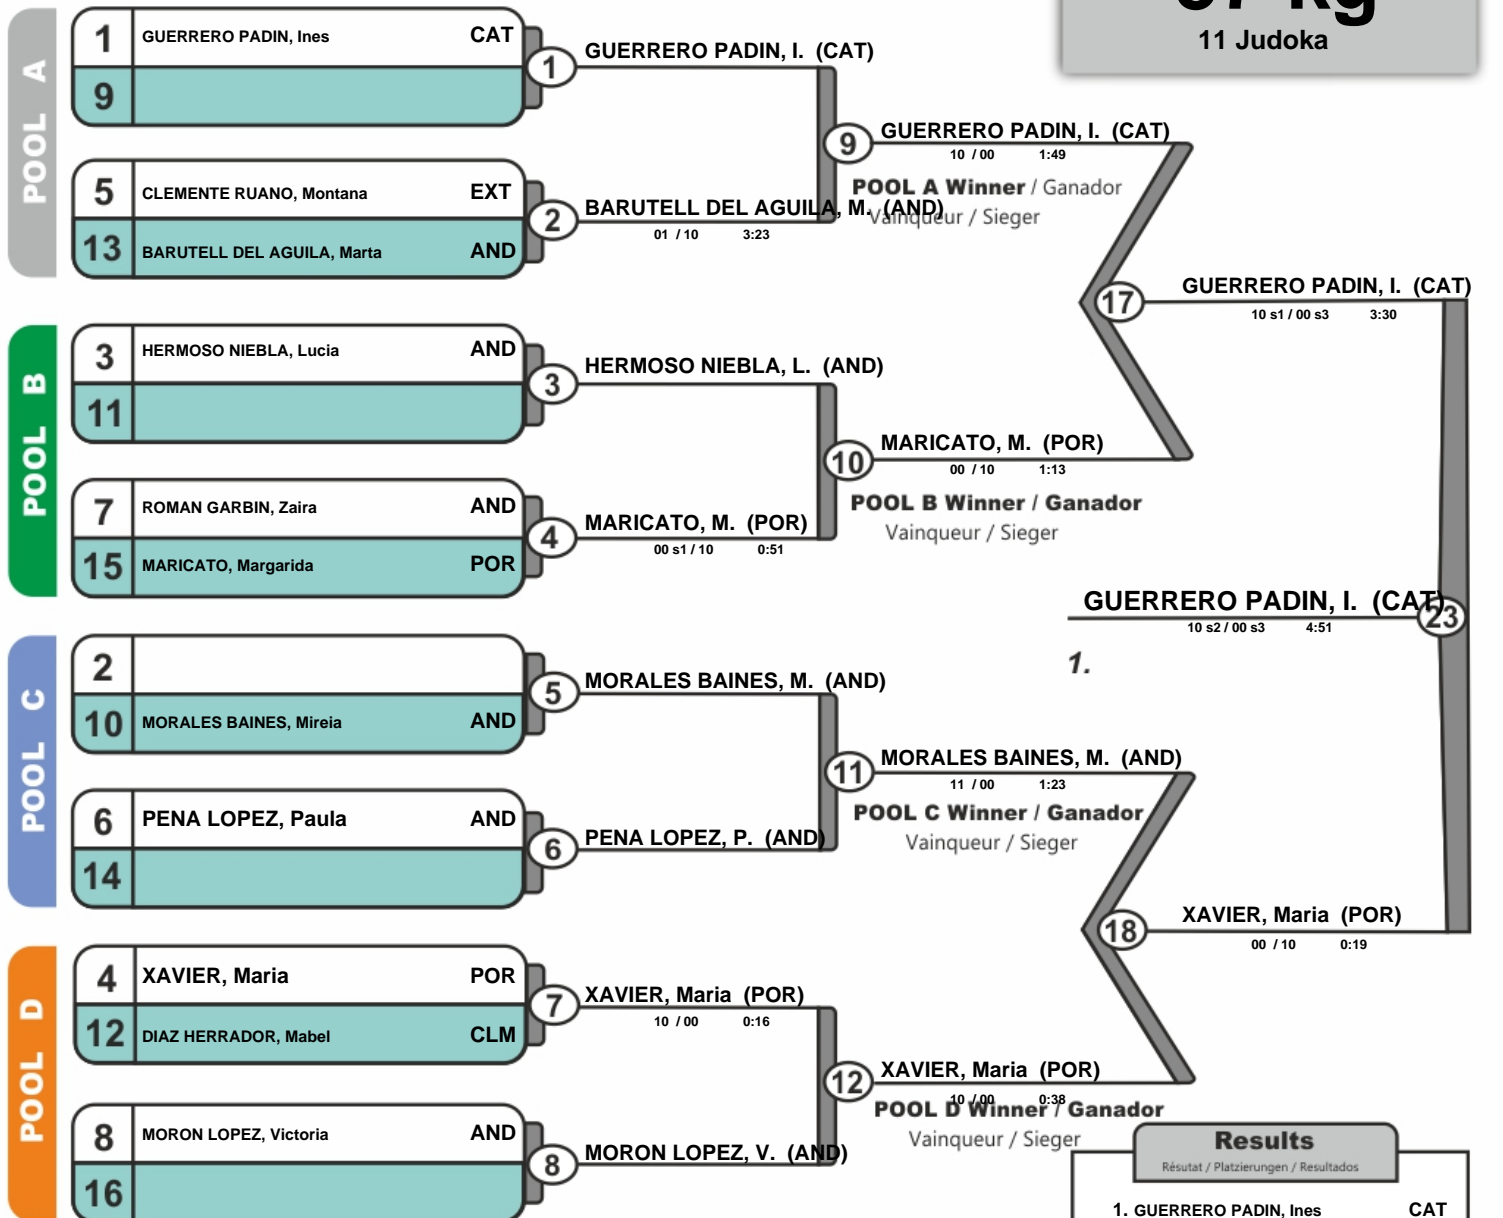 kg
11 Judoka
POOL A
1 GUERRERO PADIN, Ines CAT
9
1 GUERRERO PADIN, I. (CAT)
5 CLEMENTE RUANO, Montana EXT
13 BARUTELL DEL AGUILA, Marta AND
2 BARUTELL DEL AGUILA, M. (AND)
01 / 10 3:23
9 GUERRERO PADIN, I. (CAT)
10 / 00 1:49
POOL A Winner / Ganador
Vainqueur / Sieger
POOL B
3 HERMOSO NIEBLA, Lucia AND
11
3 HERMOSO NIEBLA, L. (AND)
7 ROMAN GARBIN, Zaira AND
15 MARICATO, Margarida POR
4 MARICATO, M. (POR)
00 s1 / 10 0:51
10 MARICATO, M. (POR)
00 / 10 1:13
POOL B Winner / Ganador
Vainqueur / Sieger
17 GUERRERO PADIN, I. (CAT)
10 s1 / 00 s3 3:30
GUERRERO PADIN, I. (CAT) 23
10 s2 / 00 s3 4:51
1.
POOL C
2
10 MORALES BAINES, Mireia AND
5 MORALES BAINES, M. (AND)
6 PENA LOPEZ, Paula AND
14
6 PENA LOPEZ, P. (AND)
11 MORALES BAINES, M. (AND)
11 / 00 1:23
POOL C Winner / Ganador
Vainqueur / Sieger
18 XAVIER, Maria (POR)
00 / 10 0:19
POOL D
4 XAVIER, Maria POR
12 DIAZ HERRADOR, Mabel CLM
7 XAVIER, Maria (POR)
10 / 00 0:16
8 MORON LOPEZ, Victoria AND
16
8 MORON LOPEZ, V. (AND)
12 XAVIER, Maria (POR)
10 / 00 0:38
POOL D Winner / Ganador
Vainqueur / Sieger
Results
Résutat / Platzierungen / Resultados
1. GUERRERO PADIN, Ines CAT